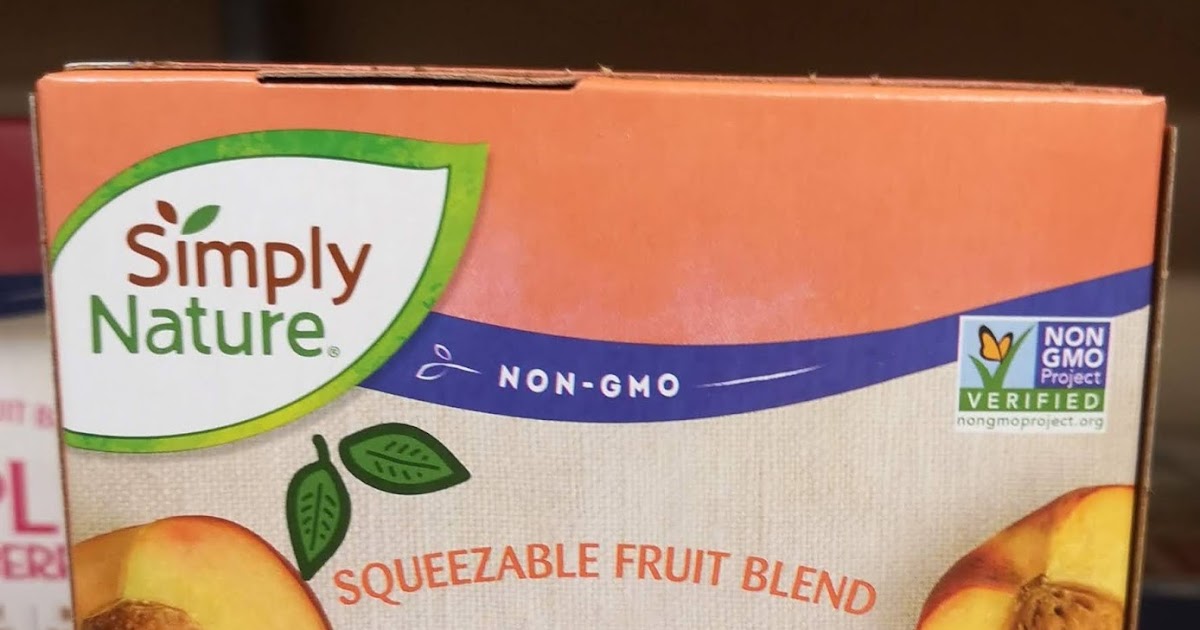 Simply
Nature®
NON-GMO
NON
GMO
Project
VERIFIED
nongmoproject.org
SQUEEZABLE FRUIT BLEND